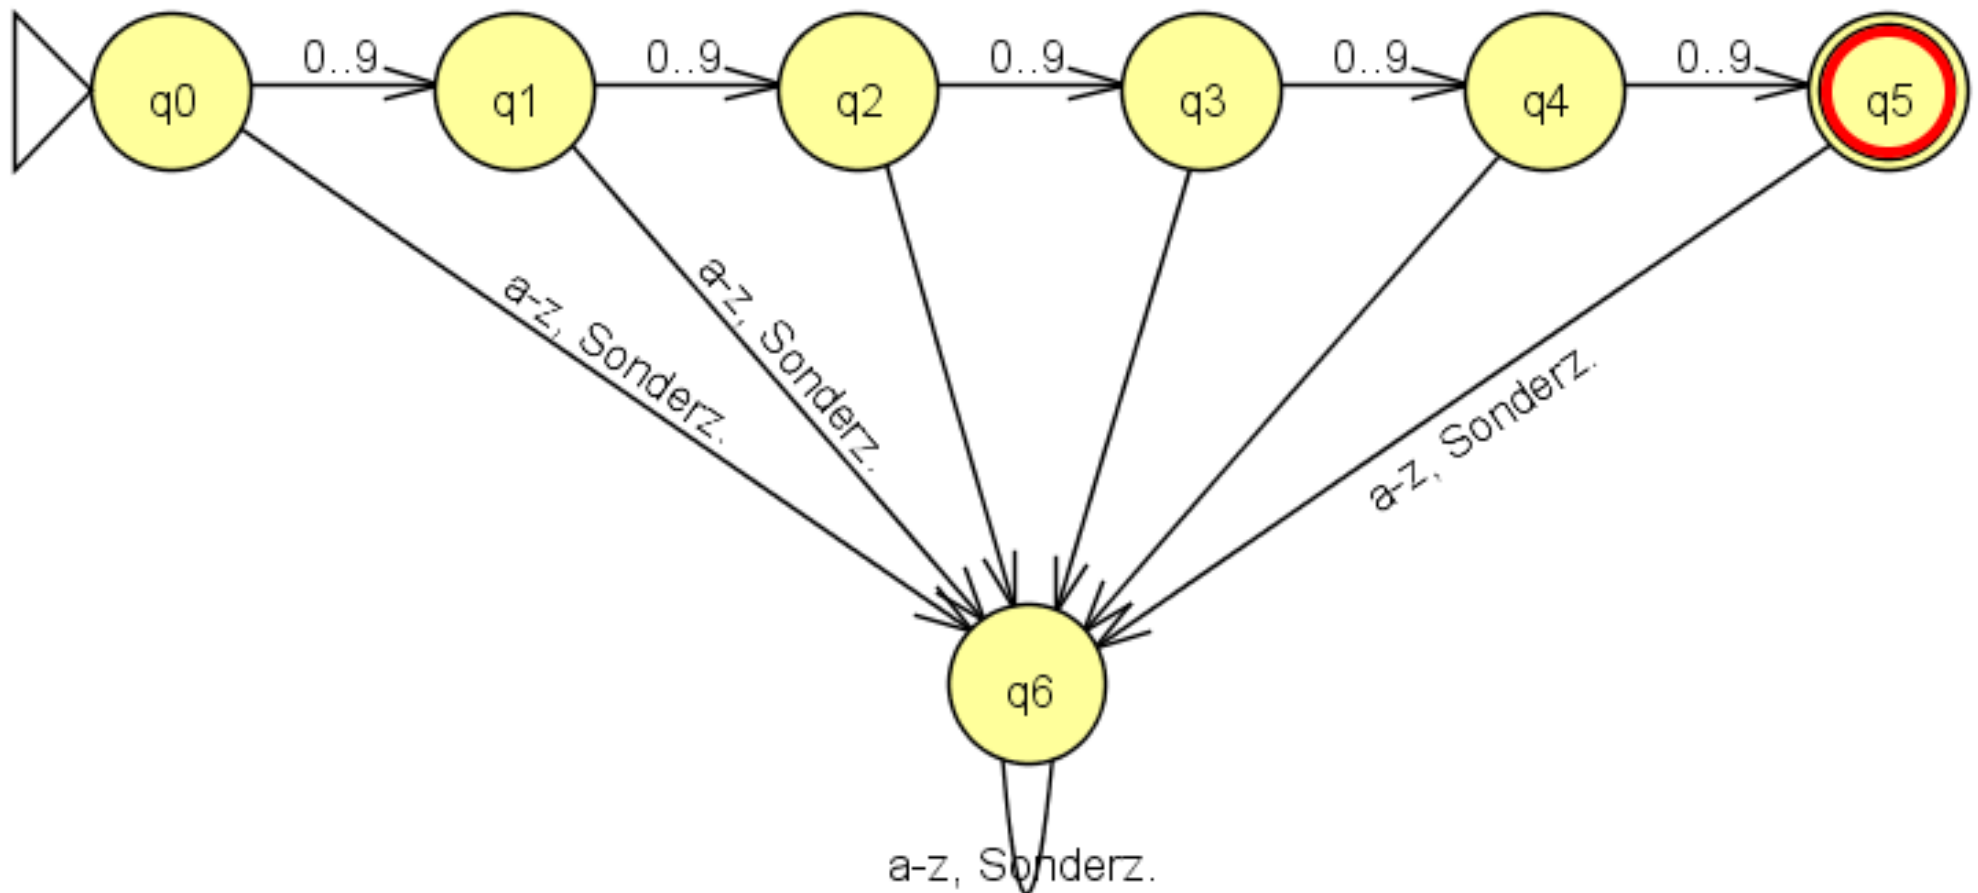 0..9
0..9
0..9
0..9
0..9
q0
q1
q2
q3
q4
q5
a-z, Sonderz.
a-z, Sonderz.
a-z, Sonderz.
q6
a-z, Sonderz.